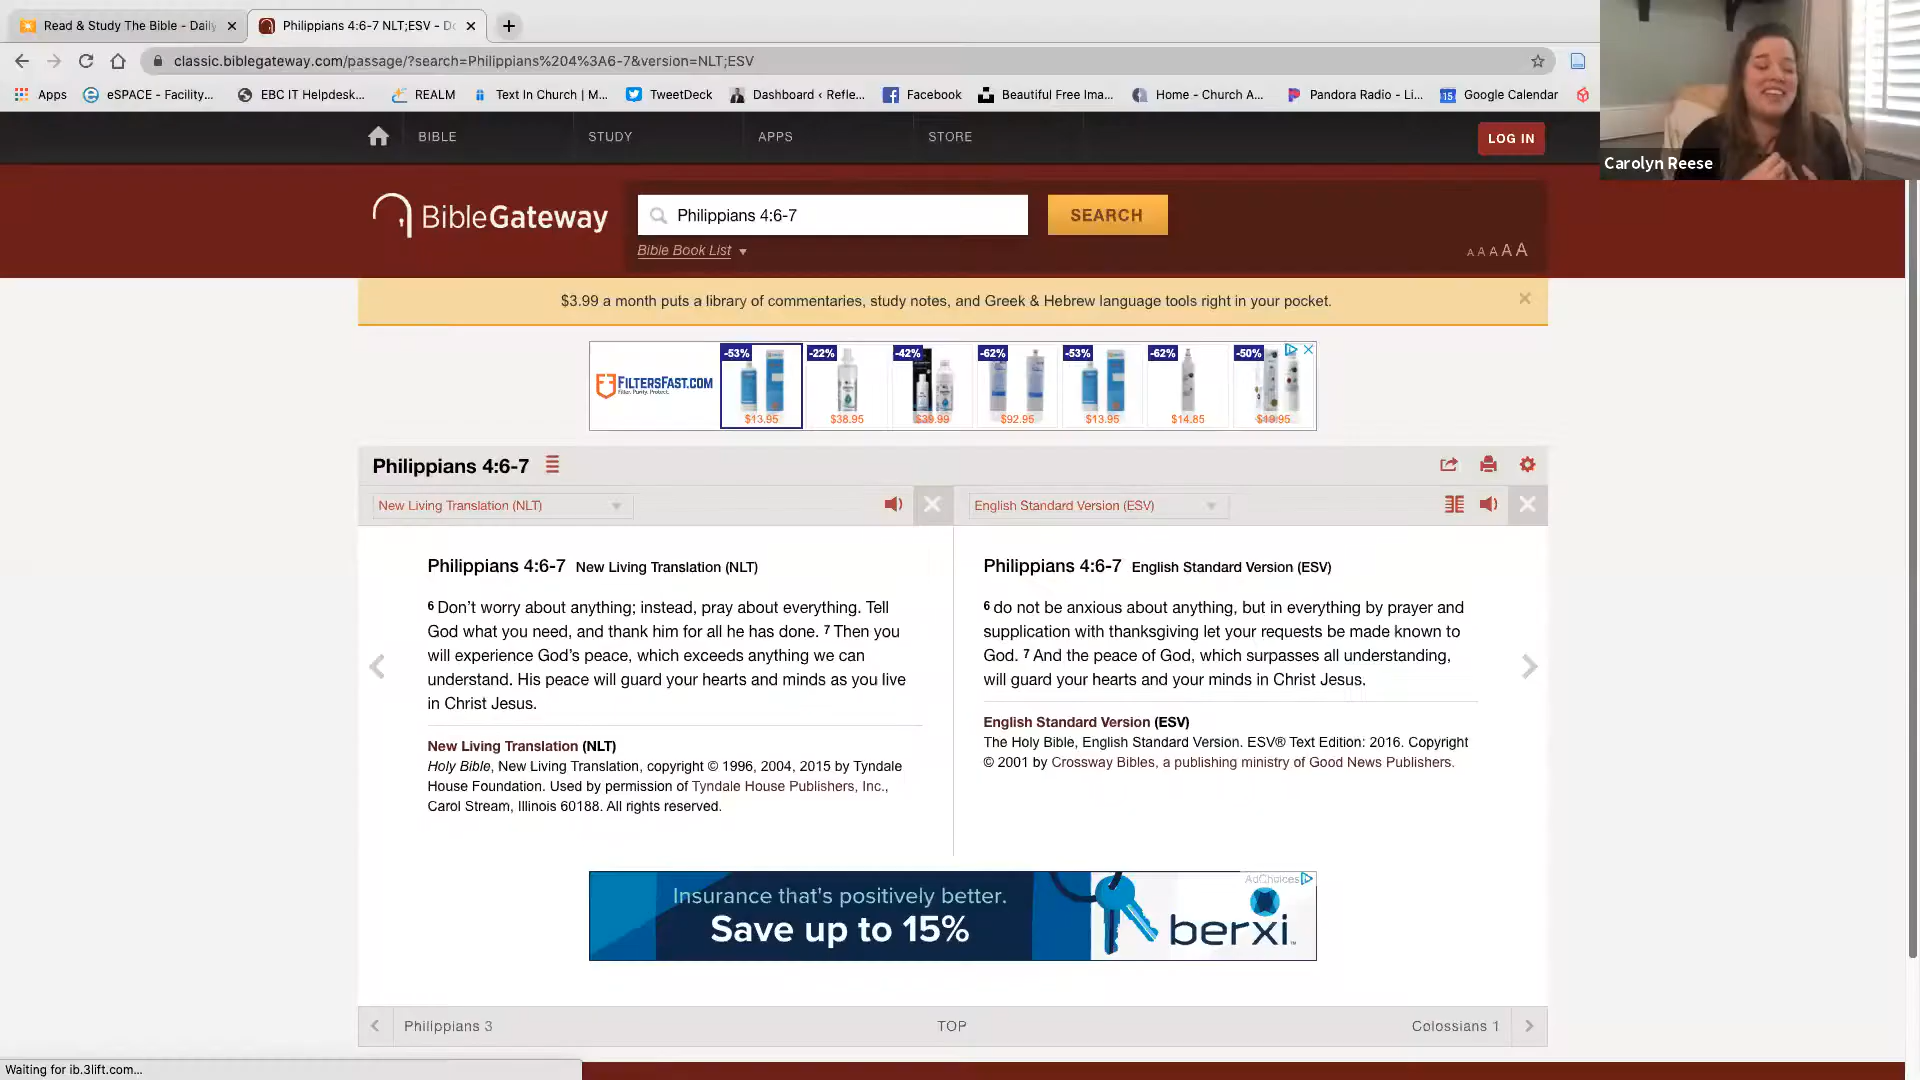 Read & Study The Bible - Daily
Philippians 4:6-7 NLT;ESV - Do
classic.biblegateway.com/passage/?search=Philippians%204%3A6-7&version=NLT;ESV
Apps eSPACE - Facility... EBC IT Helpdesk... REALM Text In Church | M... TweetDeck Dashboard ‹ Refle... Facebook Beautiful Free Ima... Home - Church A... Pandora Radio - Li... 15 Google Calendar
Carolyn Reese
BIBLE STUDY APPS STORE LOG IN
BibleGateway Philippians 4:6-7 SEARCH
Bible Book List A A A A A
$3.99 a month puts a library of commentaries, study notes, and Greek & Hebrew language tools right in your pocket.
-53% -22% -42% -62% -53% -62% -50%
FILTERSFAST.COM
Filter. Purify. Protect.
$13.95 $38.95 $39.99 $92.95 $13.95 $14.85 $19.95
Philippians 4:6-7
New Living Translation (NLT) English Standard Version (ESV)
Philippians 4:6-7 New Living Translation (NLT)
6 Don't worry about anything; instead, pray about everything. Tell
God what you need, and thank him for all he has done. 7 Then you
will experience God's peace, which exceeds anything we can
understand. His peace will guard your hearts and minds as you live
in Christ Jesus.
New Living Translation (NLT)
Holy Bible, New Living Translation, copyright © 1996, 2004, 2015 by Tyndale
House Foundation. Used by permission of Tyndale House Publishers, Inc.,
Carol Stream, Illinois 60188. All rights reserved.
Philippians 4:6-7 English Standard Version (ESV)
6 do not be anxious about anything, but in everything by prayer and
supplication with thanksgiving let your requests be made known to
God. 7 And the peace of God, which surpasses all understanding,
will guard your hearts and your minds in Christ Jesus.
English Standard Version (ESV)
The Holy Bible, English Standard Version. ESV® Text Edition: 2016. Copyright
© 2001 by Crossway Bibles, a publishing ministry of Good News Publishers.
AdChoices
Insurance that's positively better.
Save up to 15%
berxi™
Philippians 3 TOP Colossians 1
Waiting for ib.3lift.com...